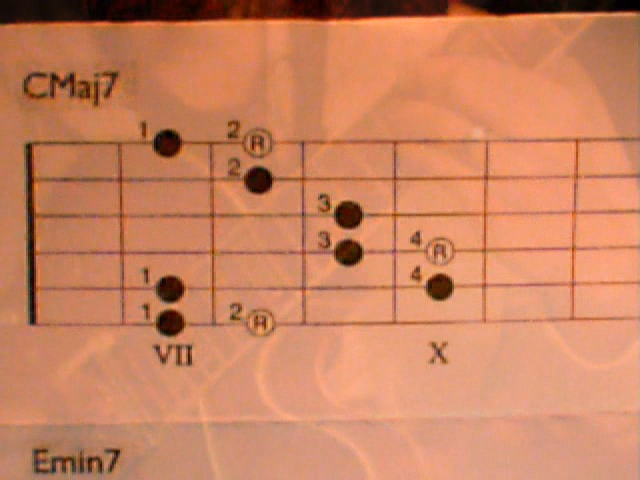 CMaj7
1 2 R
2
3
3 4 R
1 4
1 2 R
VII X
Emin7